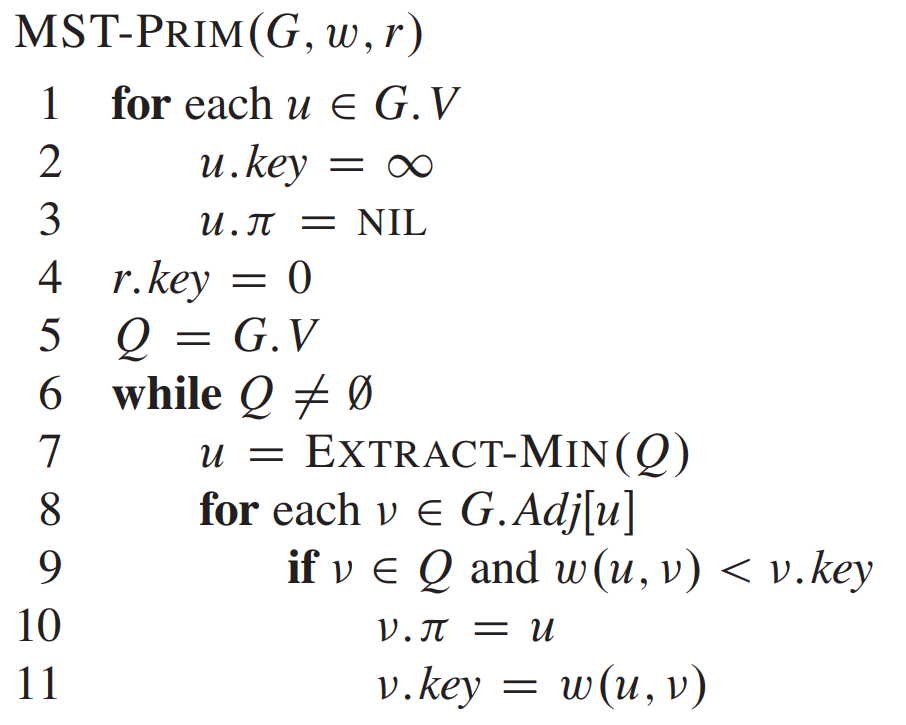 MST-PRIM(G, w, r)
1 for each u ∈ G.V
2 u.key = ∞
3 u.π = NIL
4 r.key = 0
5 Q = G.V
6 while Q ≠ ∅
7 u = EXTRACT-MIN(Q)
8 for each v ∈ G.Adj[u]
9 if v ∈ Q and w(u, v) < v.key
10 v.π = u
11 v.key = w(u, v)